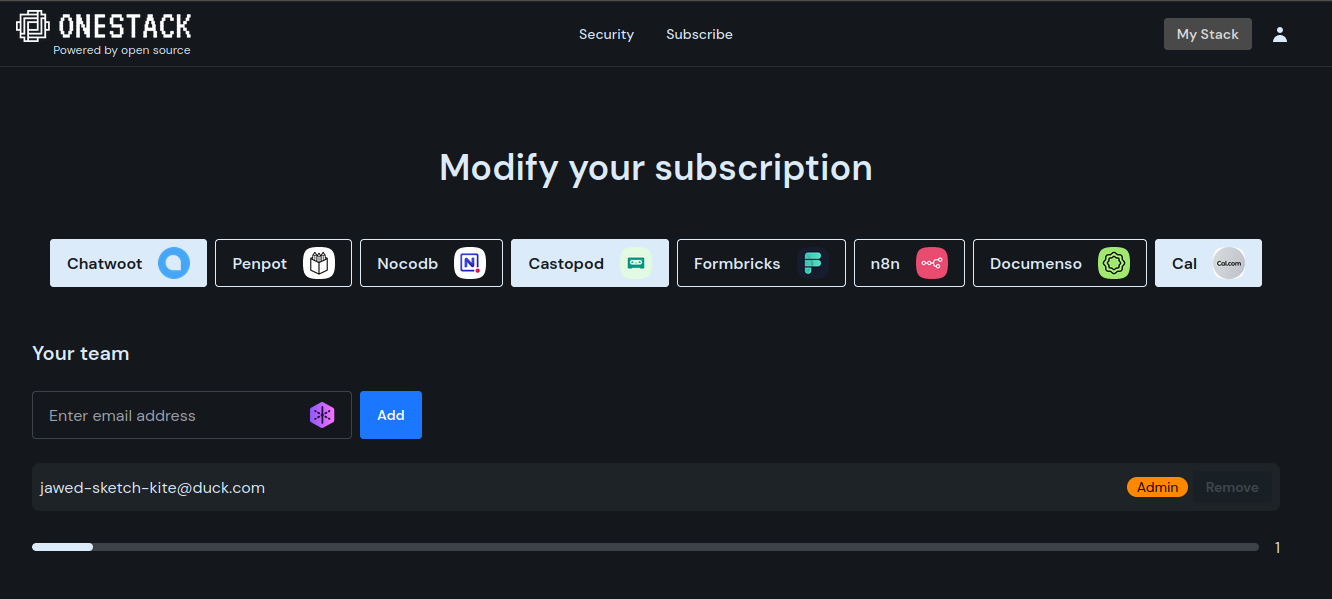 ONESTACK
Powered by open source
Security
Subscribe
My Stack
Modify your subscription
Chatwoot
Penpot
Nocodb
N
Castopod
Formbricks
n8n
Documenso
Cal
Cal.com
Your team
Enter email address
Add
jawed-sketch-kite@duck.com
Admin
Remove
1